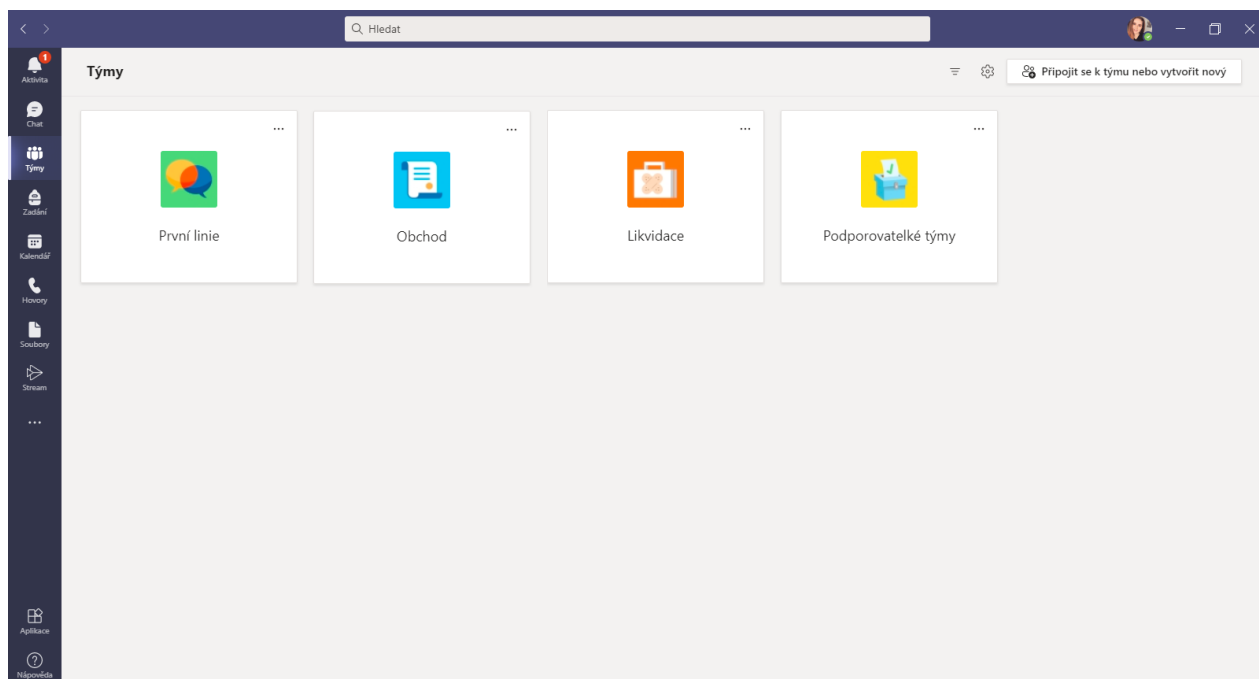 Hledat
1
Aktivita
Týmy
Připojit se k týmu nebo vytvořit nový
Chat
Týmy
Zadání
Kalendář
Hovory
Soubory
Stream
První linie
Obchod
Likvidace
Podporovatelké týmy
Aplikace
Nápověda